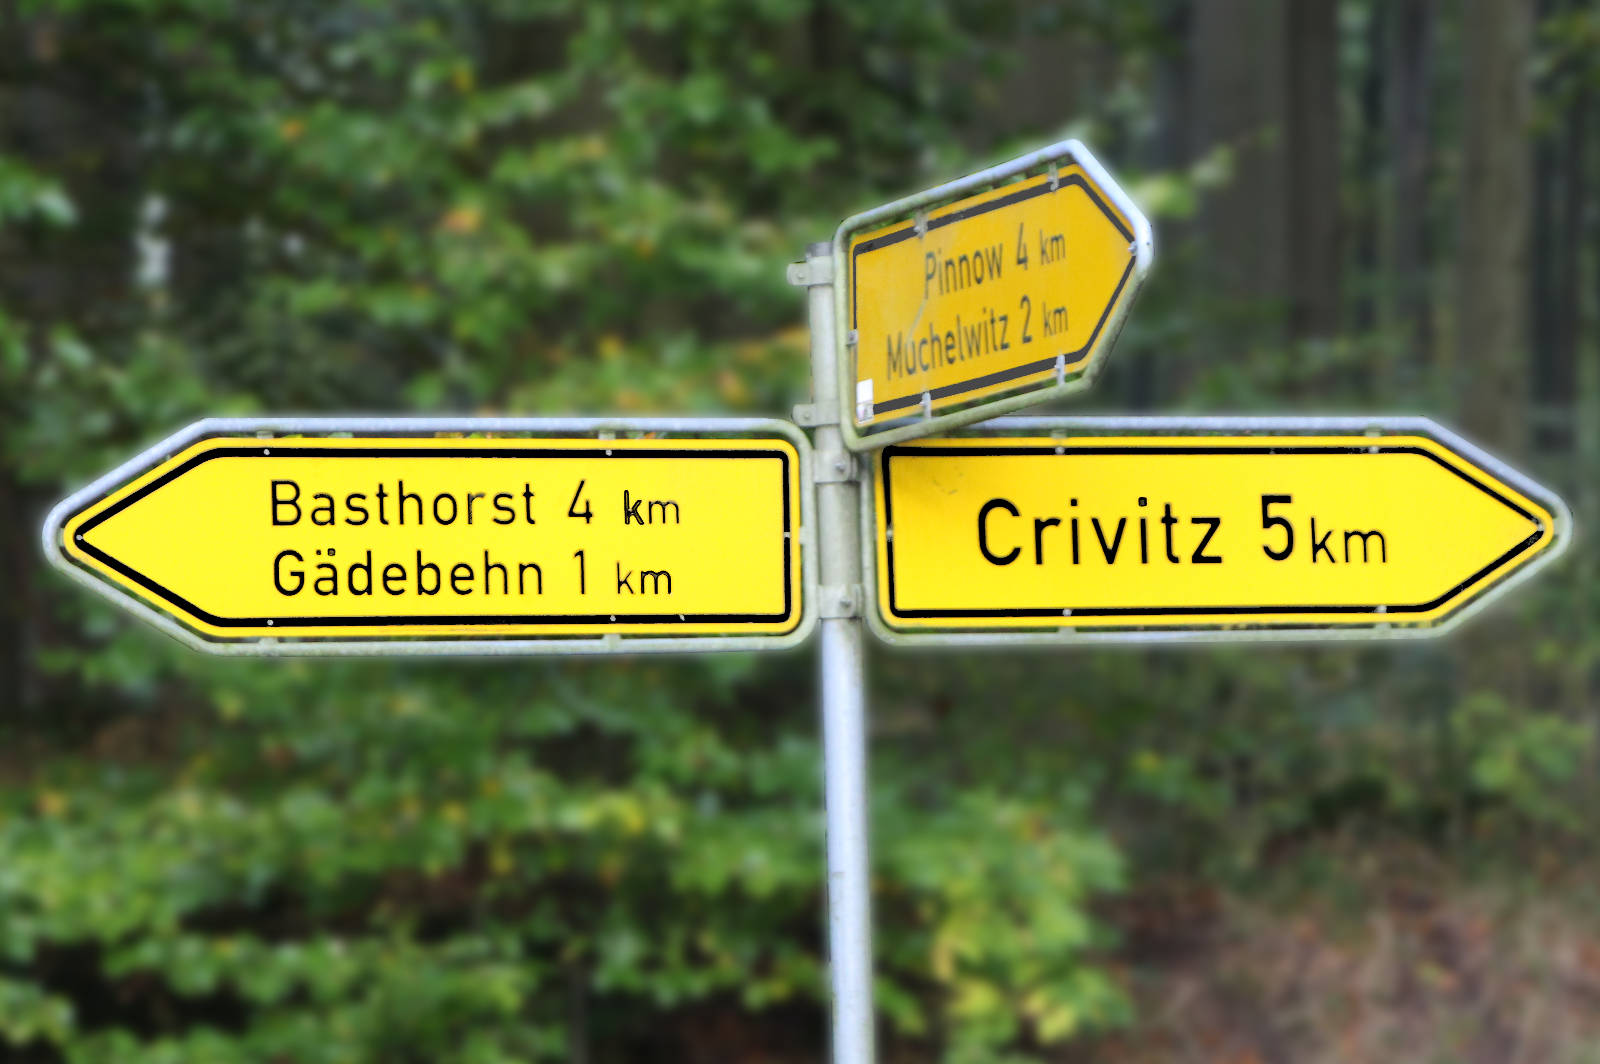 Pinnow 4 km
Muchelwitz 2 km
Basthorst 4 km
Gädebehn 1 km
Crivitz 5 km